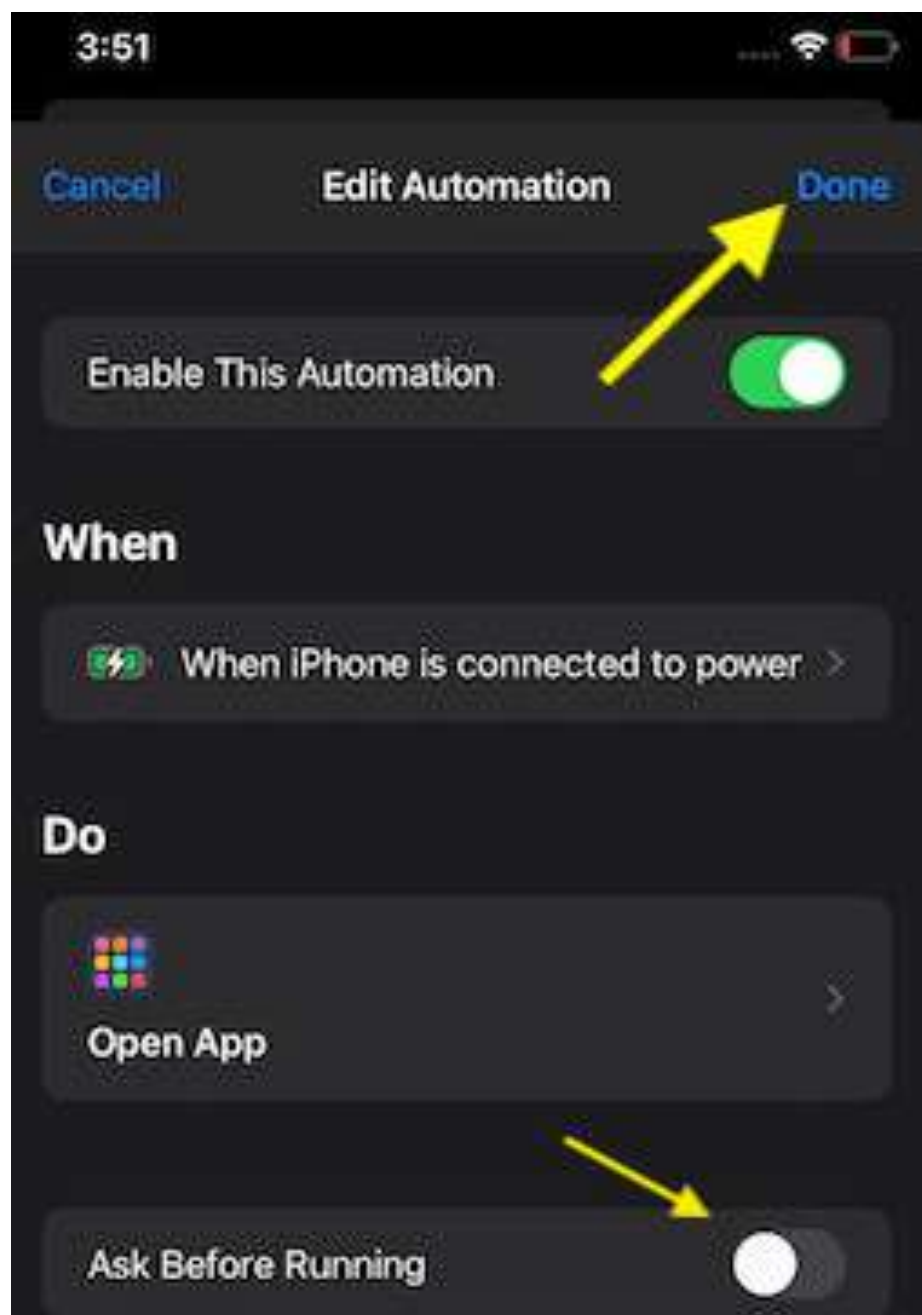 3:51
Cancel
Edit Automation
Done
Enable This Automation
When
When iPhone is connected to power
Do
Open App
Ask Before Running